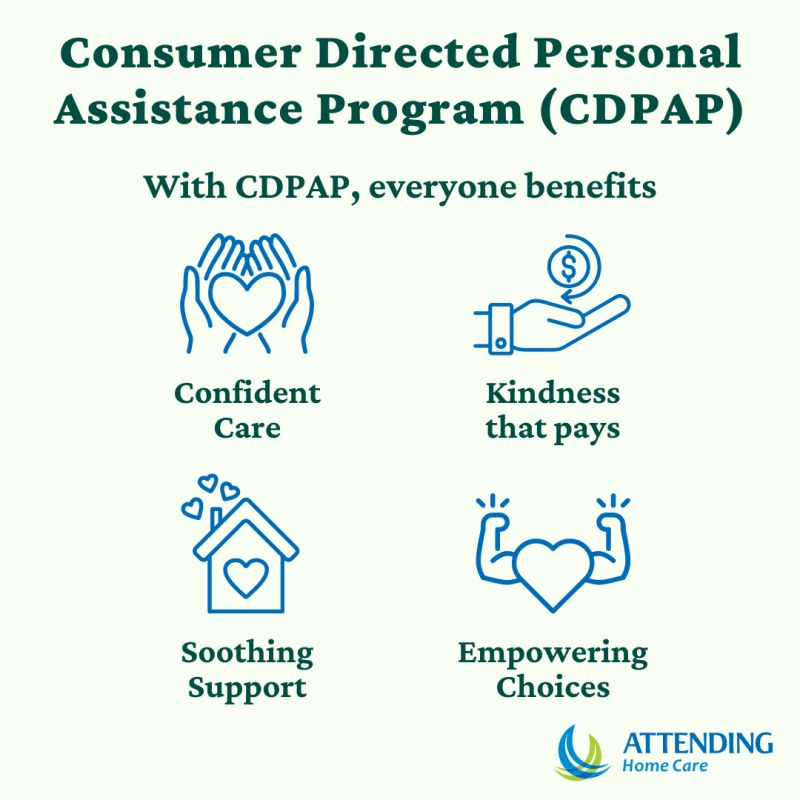 Consumer Directed Personal
Assistance Program (CDPAP)
With CDPAP, everyone benefits
$
Confident
Care
Kindness
that pays
Soothing
Support
Empowering
Choices
ATTENDING
Home Care